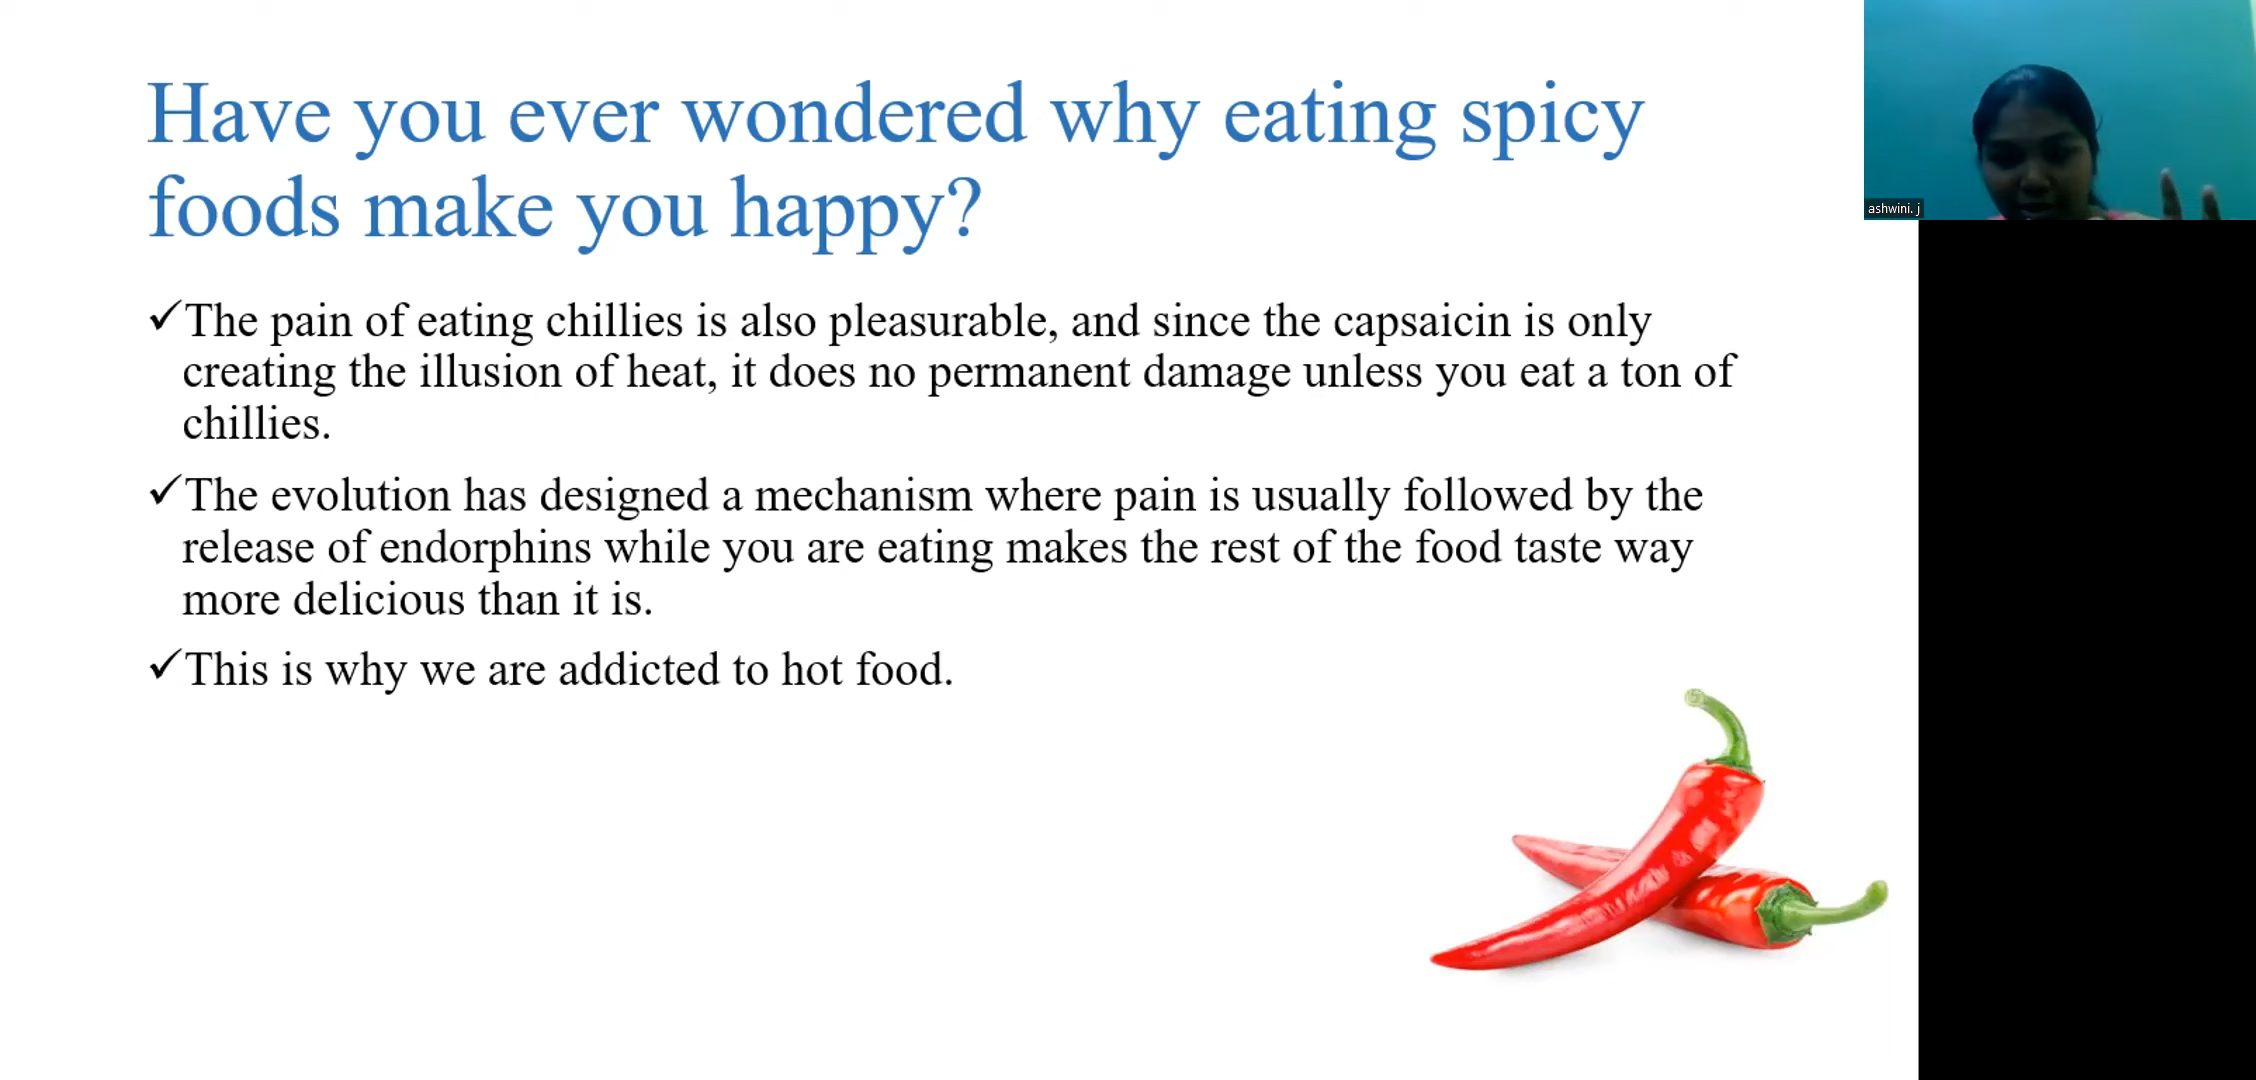 Have you ever wondered why eating spicy
foods make you happy?
ashwini. j
✓The pain of eating chillies is also pleasurable, and since the capsaicin is only
creating the illusion of heat, it does no permanent damage unless you eat a ton of
chillies.
✓The evolution has designed a mechanism where pain is usually followed by the
release of endorphins while you are eating makes the rest of the food taste way
more delicious than it is.
✓This is why we are addicted to hot food.